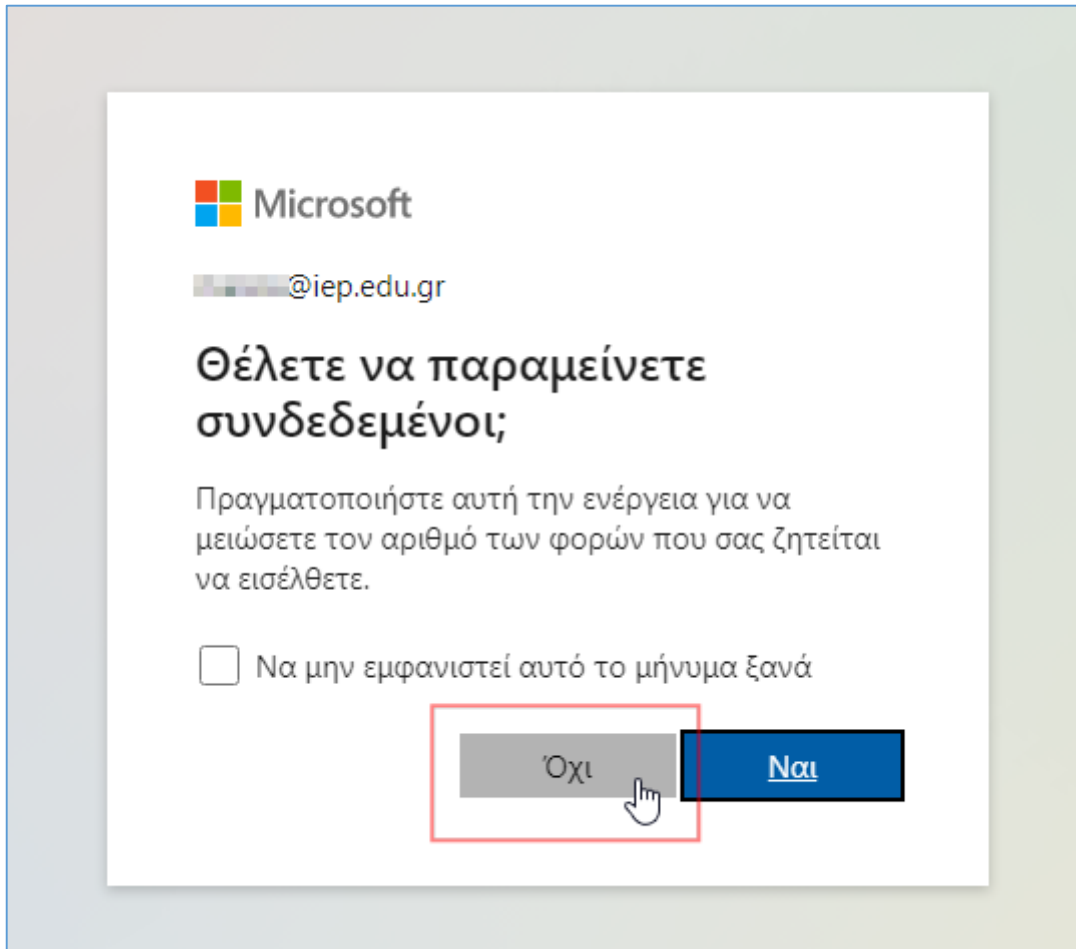 Microsoft
@iep.edu.gr
Θέλετε να παραμείνετε
συνδεδεμένοι;
Πραγματοποιήστε αυτή την ενέργεια για να
μειώσετε τον αριθμό των φορών που σας ζητείται
να εισέλθετε.
Να μην εμφανιστεί αυτό το μήνυμα ξανά
Όχι Ναι